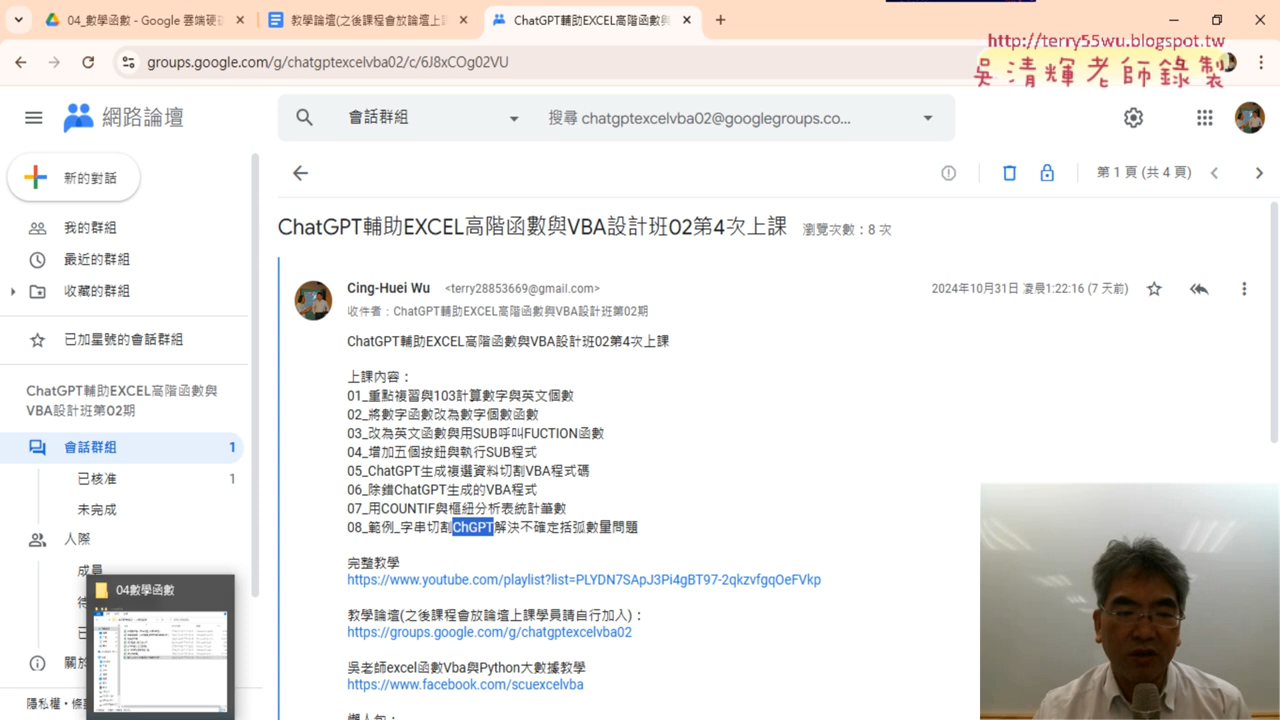 04_數學函數 - Google 雲端硬碟
教學論壇(之後課程會放論壇上課
ChatGPT輔助EXCEL高階函數與
http://terry55wu.blogspot.tw
吳清輝老師錄製
groups.google.com/g/chatgptexcelvba02/c/6J8xCOg02VU
網路論壇
會話群組
搜尋 chatgptexcelvba02@googlegroups.co...
新的對話
第 1 頁 (共 4 頁)
我的群組
最近的群組
收藏的群組
已加星號的會話群組
ChatGPT輔助EXCEL高階函數與
VBA設計班第02期
會話群組 1
已核准 1
未完成
人際
成員
04數學函數
隱私權
ChatGPT輔助EXCEL高階函數與VBA設計班02第4次上課
瀏覽次數：8 次
Cing-Huei Wu <terry28853669@gmail.com>
2024年10月31日 凌晨1:22:16 (7 天前)
收件者：ChatGPT輔助EXCEL高階函數與VBA設計班第02期
ChatGPT輔助EXCEL高階函數與VBA設計班02第4次上課
上課內容：
01_重點複習與103計算數字與英文個數
02_將數字函數改為數字個數函數
03_改為英文函數與用SUB呼叫FUCTION函數
04_增加五個按鈕與執行SUB程式
05_ChatGPT生成複選資料切割VBA程式碼
06_除錯ChatGPT生成的VBA程式
07_用COUNTIF與樞紐分析表統計筆數
08_範例_字串切割ChGPT解決不確定括弧數量問題
完整教學
https://www.youtube.com/playlist?list=PLYDN7SApJ3Pi4gBT97-2qkzvfgqOeFVkp
教學論壇(之後課程會放論壇上課學員請自行加入)：
https://groups.google.com/g/chatgptexcelvba02
吳老師excel函數Vba與Python大數據教學
https://www.facebook.com/scuexcelvba
懶人包：